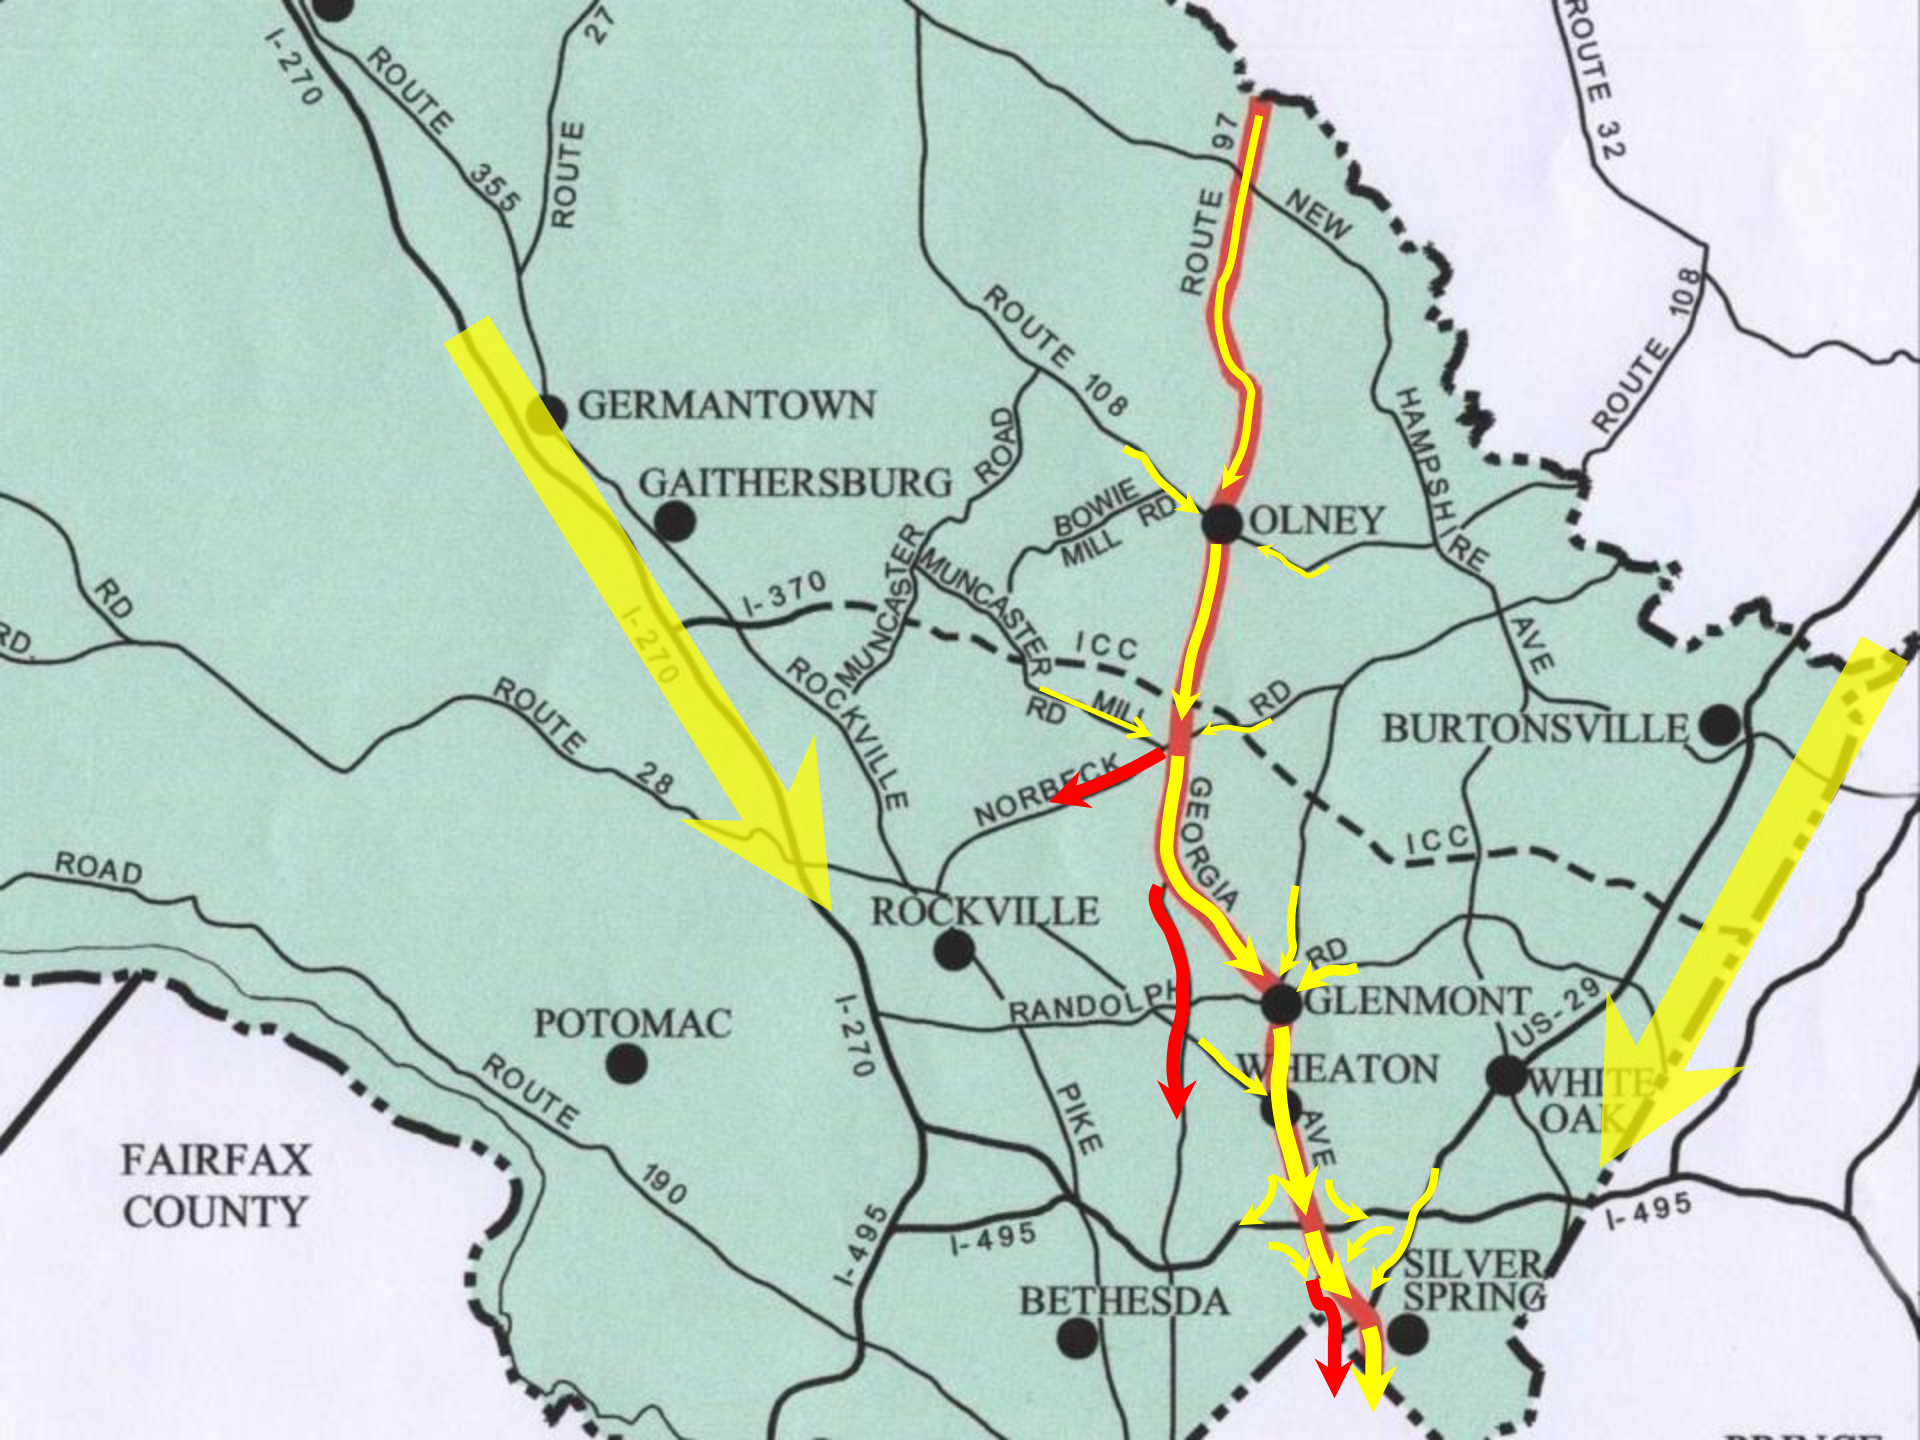 I-270
ROUTE
355
ROUTE
27
ROUTE 97
NEW
HAMPSHIRE
AVE
ROUTE 32
ROUTE 108
ROUTE 108
GERMANTOWN
GAITHERSBURG
ROAD
MUNCASTER
BOWIE
MILL
RD
OLNEY
MUNCASTER
MILL
RD
I-370
ICC
I-270
RD
RD.
ROUTE
28
ROCKVILLE
PIKE
RD
NORBECK
BURTONSVILLE
GEORGIA
AVE
ICC
ROAD
ROCKVILLE
RD
RANDOLPH
GLENMONT
US-29
POTOMAC
I-270
WHEATON
WHITE
OAK
ROUTE
190
FAIRFAX
COUNTY
I-495
I-495
I-495
BETHESDA
SILVER
SPRING